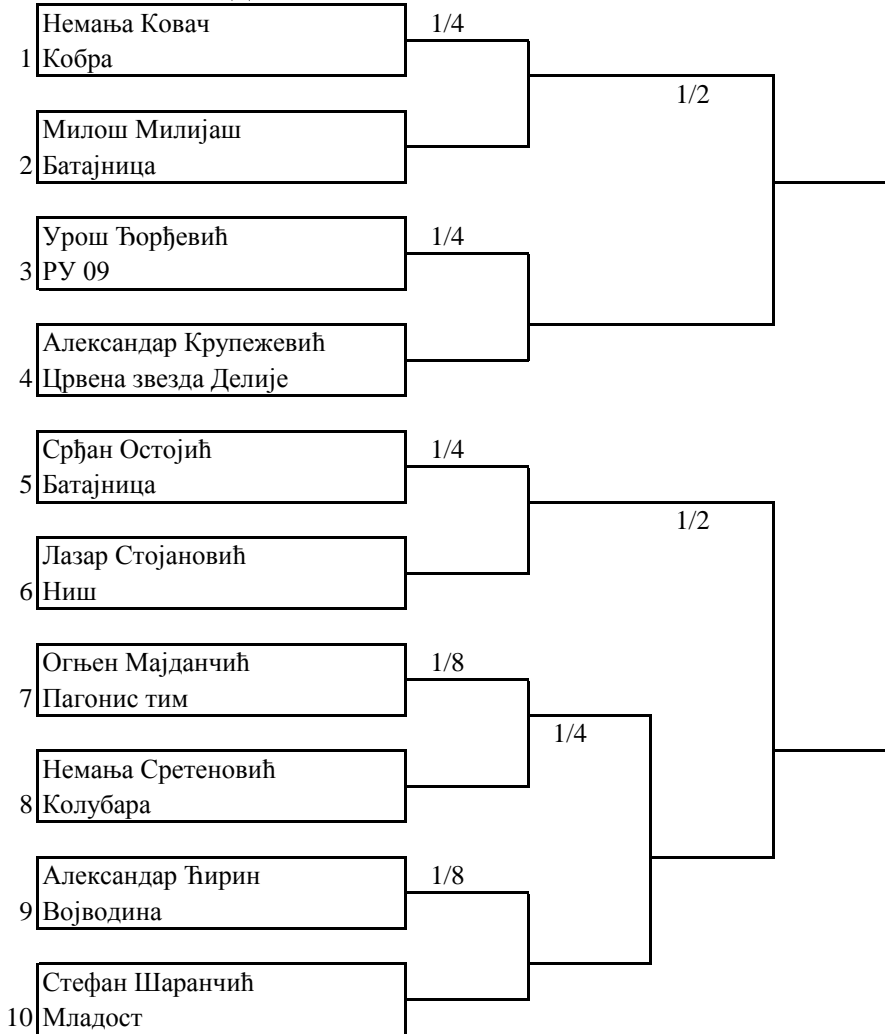 Немања Ковач
1/4
1 Кобра
1/2
Милош Милијаш
2 Батајница
Урош Ђорђевић
1/4
3 РУ 09
Александар Крупежевић
4 Црвена звезда Делије
Срђан Остојић
1/4
5 Батајница
1/2
Лазар Стојановић
6 Ниш
Огњен Мајданчић
1/8
7 Пагонис тим
1/4
Немања Сретеновић
8 Колубара
Александар Ћирин
1/8
9 Војводина
Стефан Шаранчић
10 Младост